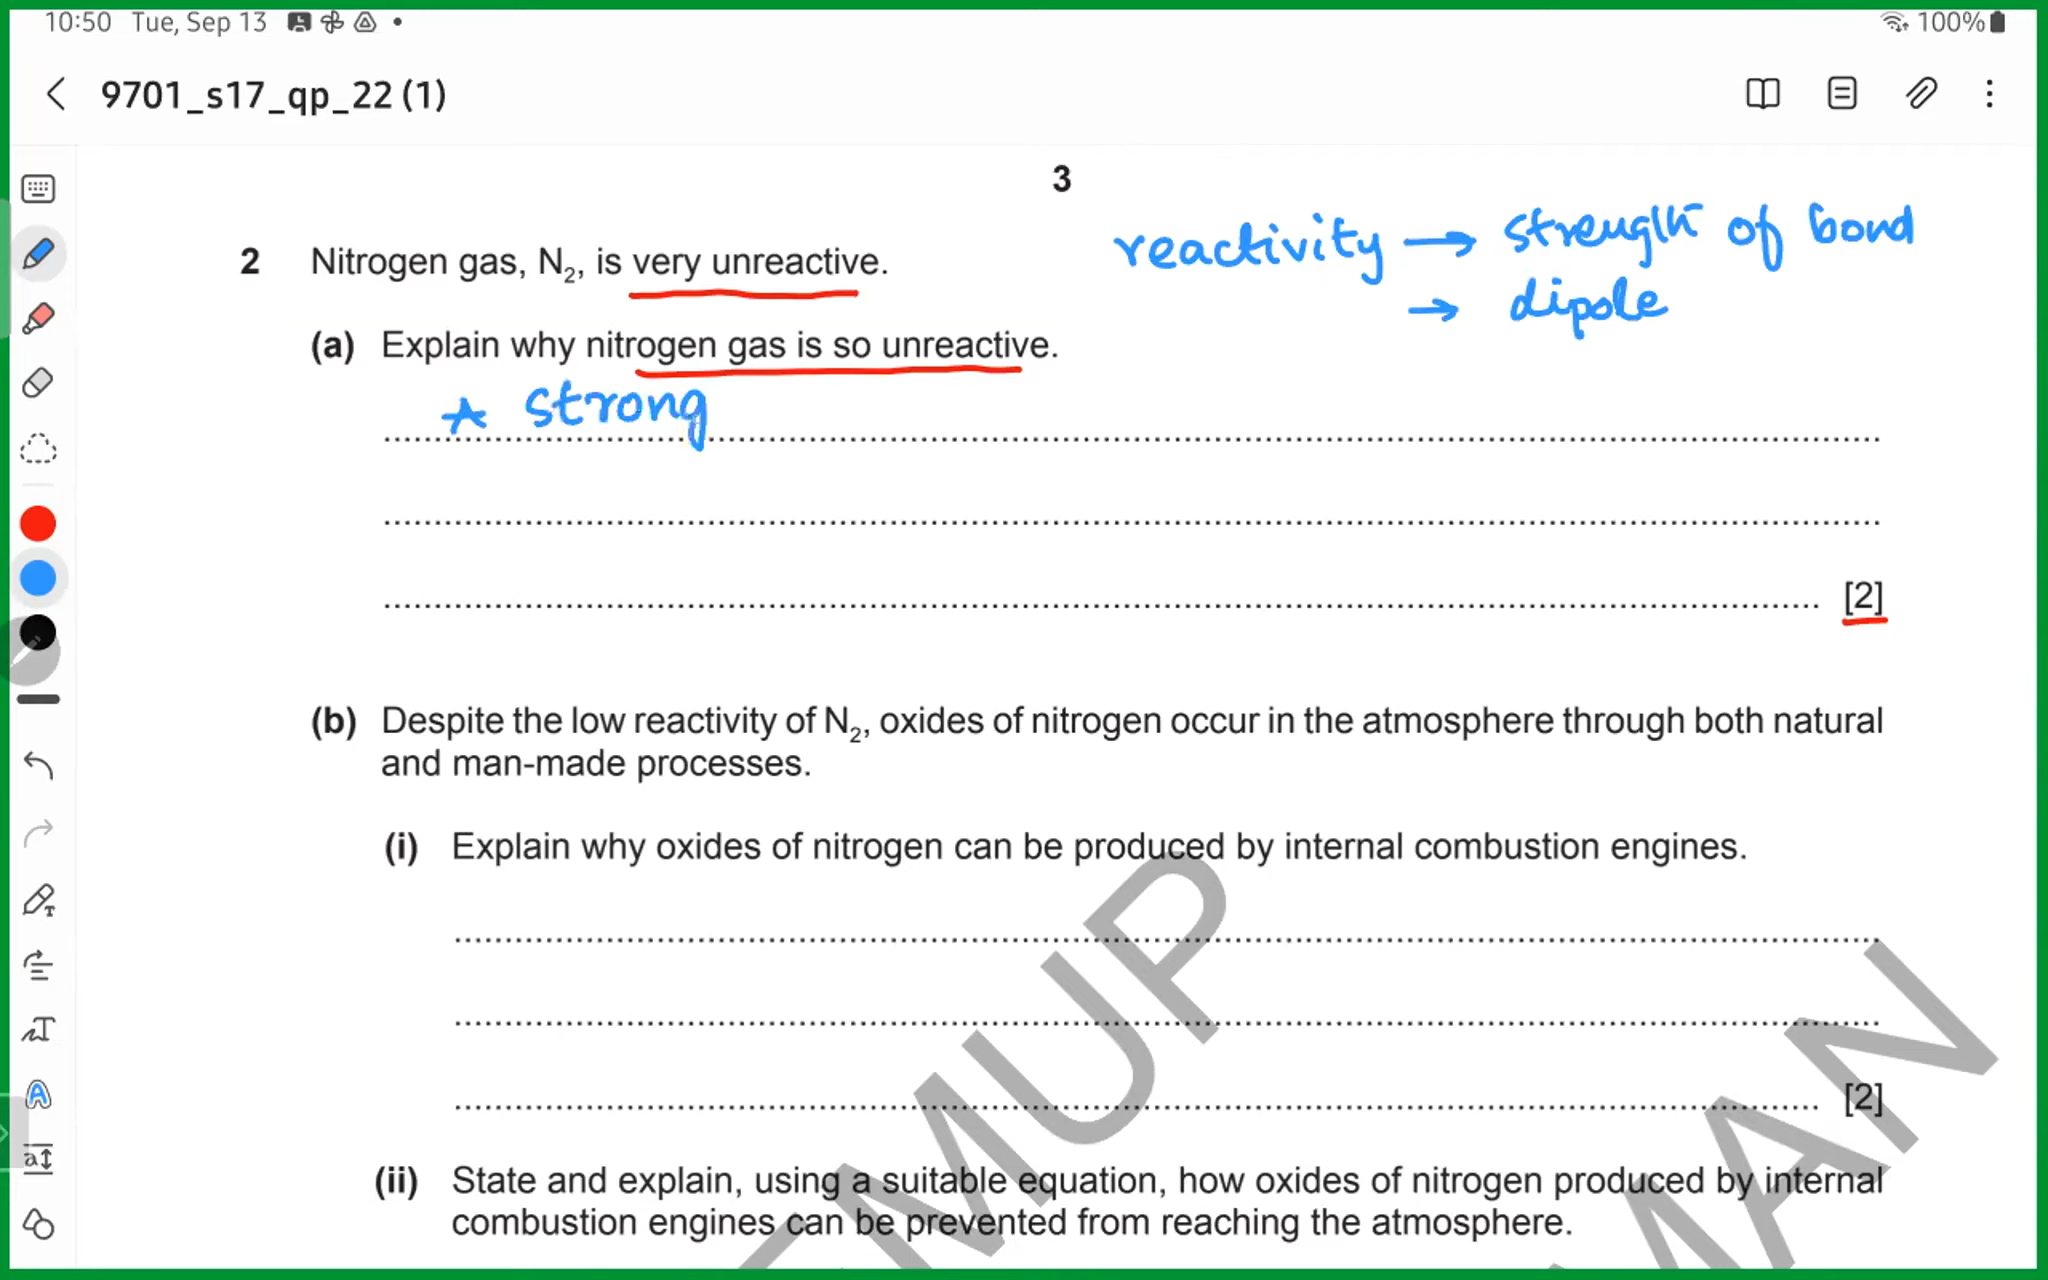 10:50 Tue, Sep 13
100%
9701_s17_qp_22 (1)
3
reactivity → strength of bond
→ dipole
2 Nitrogen gas, N₂, is very unreactive.
(a) Explain why nitrogen gas is so unreactive.
★ strong
[2]
(b) Despite the low reactivity of N₂, oxides of nitrogen occur in the atmosphere through both natural
and man-made processes.
(i) Explain why oxides of nitrogen can be produced by internal combustion engines.
[2]
(ii) State and explain, using a suitable equation, how oxides of nitrogen produced by internal
combustion engines can be prevented from reaching the atmosphere.